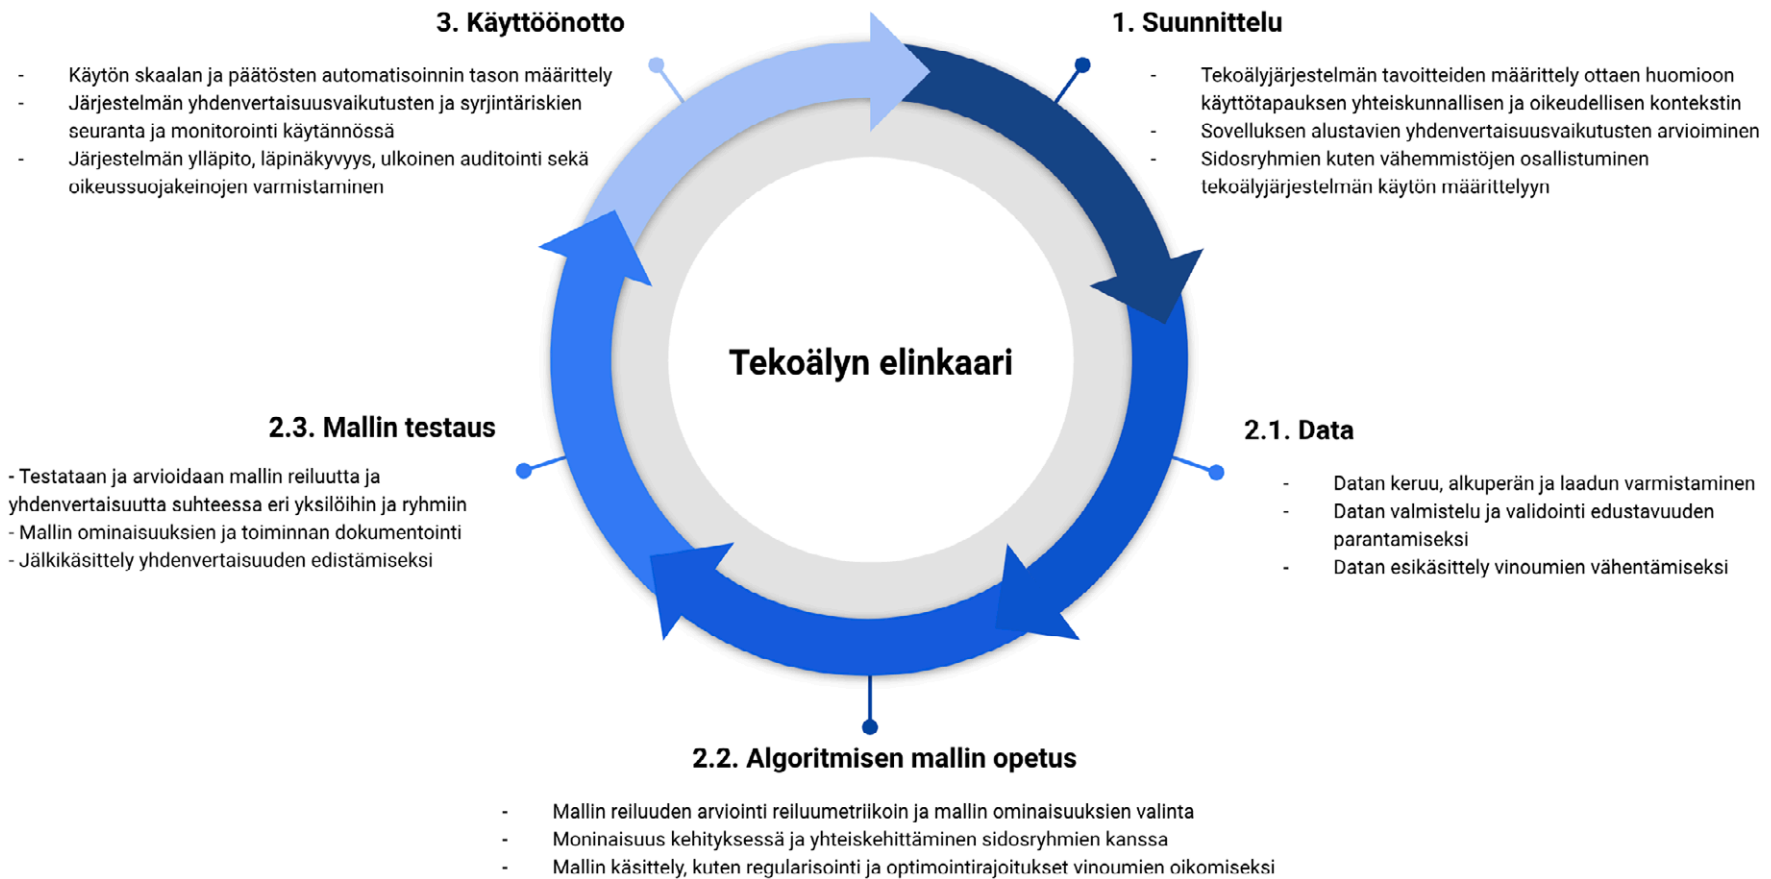 3. Käyttöönotto
- Käytön skaalan ja päätösten automatisoinnin tason määrittely
- Järjestelmän yhdenvertaisuusvaikutusten ja syrjintäriskien
seuranta ja monitorointi käytännössä
- Järjestelmän ylläpito, läpinäkyvyys, ulkoinen auditointi sekä
oikeussuojakeinojen varmistaminen
1. Suunnittelu
- Tekoälyjärjestelmän tavoitteiden määrittely ottaen huomioon
käyttötapauksen yhteiskunnallisen ja oikeudellisen kontekstin
- Sovelluksen alustavien yhdenvertaisuusvaikutusten arvioiminen
- Sidosryhmien kuten vähemmistöjen osallistuminen
tekoälyjärjestelmän käytön määrittelyyn
Tekoälyn elinkaari
2.3. Mallin testaus
- Testataan ja arvioidaan mallin reiluutta ja
yhdenvertaisuutta suhteessa eri yksilöihin ja ryhmiin
- Mallin ominaisuuksien ja toiminnan dokumentointi
- Jälkikäsittely yhdenvertaisuuden edistämiseksi
2.1. Data
- Datan keruu, alkuperän ja laadun varmistaminen
- Datan valmistelu ja validointi edustavuuden
parantamiseksi
- Datan esikäsittely vinoumien vähentämiseksi
2.2. Algoritmisen mallin opetus
- Mallin reiluuden arviointi reiluumetriikoin ja mallin ominaisuuksien valinta
- Moninaisuus kehityksessä ja yhteiskehittäminen sidosryhmien kanssa
- Mallin käsittely, kuten regularisointi ja optimointirajoitukset vinoumien oikomiseksi